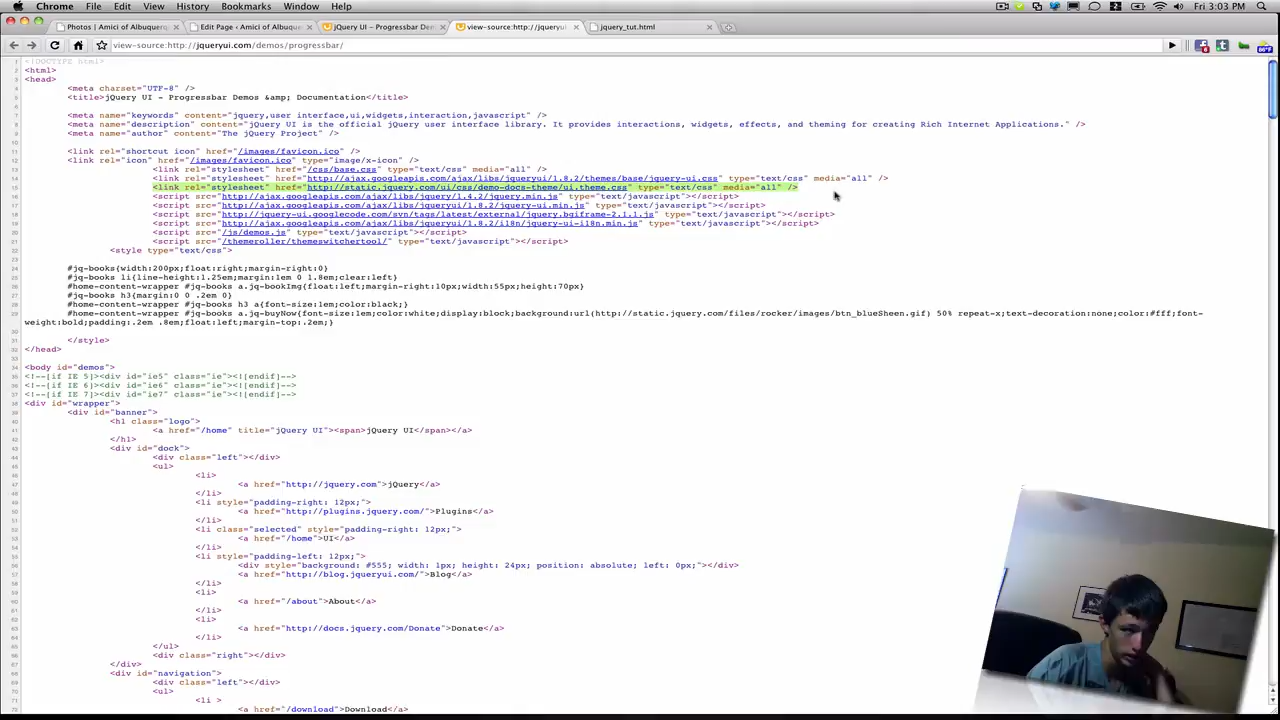 Chrome File Edit View History Bookmarks Window Help
2 Fri 3:03 PM
Photos | Amici of Albuquerq
Edit Page ‹ Amici of Albuquer
jQuery UI - Progressbar Dem
view-source:http://jqueryui
jquery_tut.html
view-source:http://jqueryui.com/demos/progressbar/
<!DOCTYPE html>
<html>
<head>
<meta charset="UTF-8" />
<title>jQuery UI - Progressbar Demos &amp; Documentation</title>
<meta name="keywords" content="jquery,user interface,ui,widgets,interaction,javascript" />
<meta name="description" content="jQuery UI is the official jQuery user interface library. It provides interactions, widgets, effects, and theming for creating Rich Internet Applications." />
<meta name="author" content="The jQuery Project" />
<link rel="shortcut icon" href="/images/favicon.ico" />
<link rel="icon" href="/images/favicon.ico" type="image/x-icon" />
<link rel="stylesheet" href="/css/base.css" type="text/css" media="all" />
<link rel="stylesheet" href="http://ajax.googleapis.com/ajax/libs/jqueryui/1.8.2/themes/base/jquery-ui.css" type="text/css" media="all" />
<link rel="stylesheet" href="http://static.jquery.com/ui/css/demo-docs-theme/ui.theme.css" type="text/css" media="all" />
<script src="http://ajax.googleapis.com/ajax/libs/jquery/1.4.2/jquery.min.js" type="text/javascript"></script>
<script src="http://ajax.googleapis.com/ajax/libs/jqueryui/1.8.2/jquery-ui.min.js" type="text/javascript"></script>
<script src="http://jquery-ui.googlecode.com/svn/tags/latest/external/jquery.bgiframe-2.1.1.js" type="text/javascript"></script>
<script src="http://ajax.googleapis.com/ajax/libs/jqueryui/1.8.2/i18n/jquery-ui-i18n.min.js" type="text/javascript"></script>
<script src="/js/demos.js" type="text/javascript"></script>
<script src="/themeroller/themeswitchertool/" type="text/javascript"></script>
<style type="text/css">
#jq-books{width:200px;float:right;margin-right:0}
#jq-books li{line-height:1.25em;margin:1em 0 1.8em;clear:left}
#home-content-wrapper #jq-books a.jq-bookImg{float:left;margin-right:10px;width:55px;height:70px}
#jq-books h3{margin:0 0 .2em 0}
#home-content-wrapper #jq-books h3 a{font-size:1em;color:black;}
#home-content-wrapper #jq-books a.jq-buyNow{font-size:1em;color:white;display:block;background:url(http://static.jquery.com/files/rocker/images/btn_blueSheen.gif) 50% repeat-x;text-decoration:none;color:#fff;font-
weight:bold;padding:.2em .8em;float:left;margin-top:.2em;}
</style>
</head>
<body id="demos">
<!--[if IE 5]><div id="ie5" class="ie"><![endif]-->
<!--[if IE 6]><div id="ie6" class="ie"><![endif]-->
<!--[if IE 7]><div id="ie7" class="ie"><![endif]-->
<div id="wrapper">
<div id="banner">
<h1 class="logo">
<a href="/home" title="jQuery UI"><span>jQuery UI</span></a>
</h1>
<div id="dock">
<div class="left"></div>
<ul>
<li>
<a href="http://jquery.com">jQuery</a>
</li>
<li style="padding-right: 12px;">
<a href="http://plugins.jquery.com/">Plugins</a>
</li>
<li class="selected" style="padding-right: 12px;">
<a href="/home">UI</a>
</li>
<li style="padding-left: 12px;">
<div style="background: #555; width: 1px; height: 24px; position: absolute; left: 0px;"></div>
<a href="http://blog.jqueryui.com/">Blog</a>
</li>
<li>
<a href="/about">About</a>
</li>
<li>
<a href="http://docs.jquery.com/Donate">Donate</a>
</li>
</ul>
<div class="right"></div>
</div>
<div id="navigation">
<div class="left"></div>
<ul>
<li >
<a href="/download">Download</a>